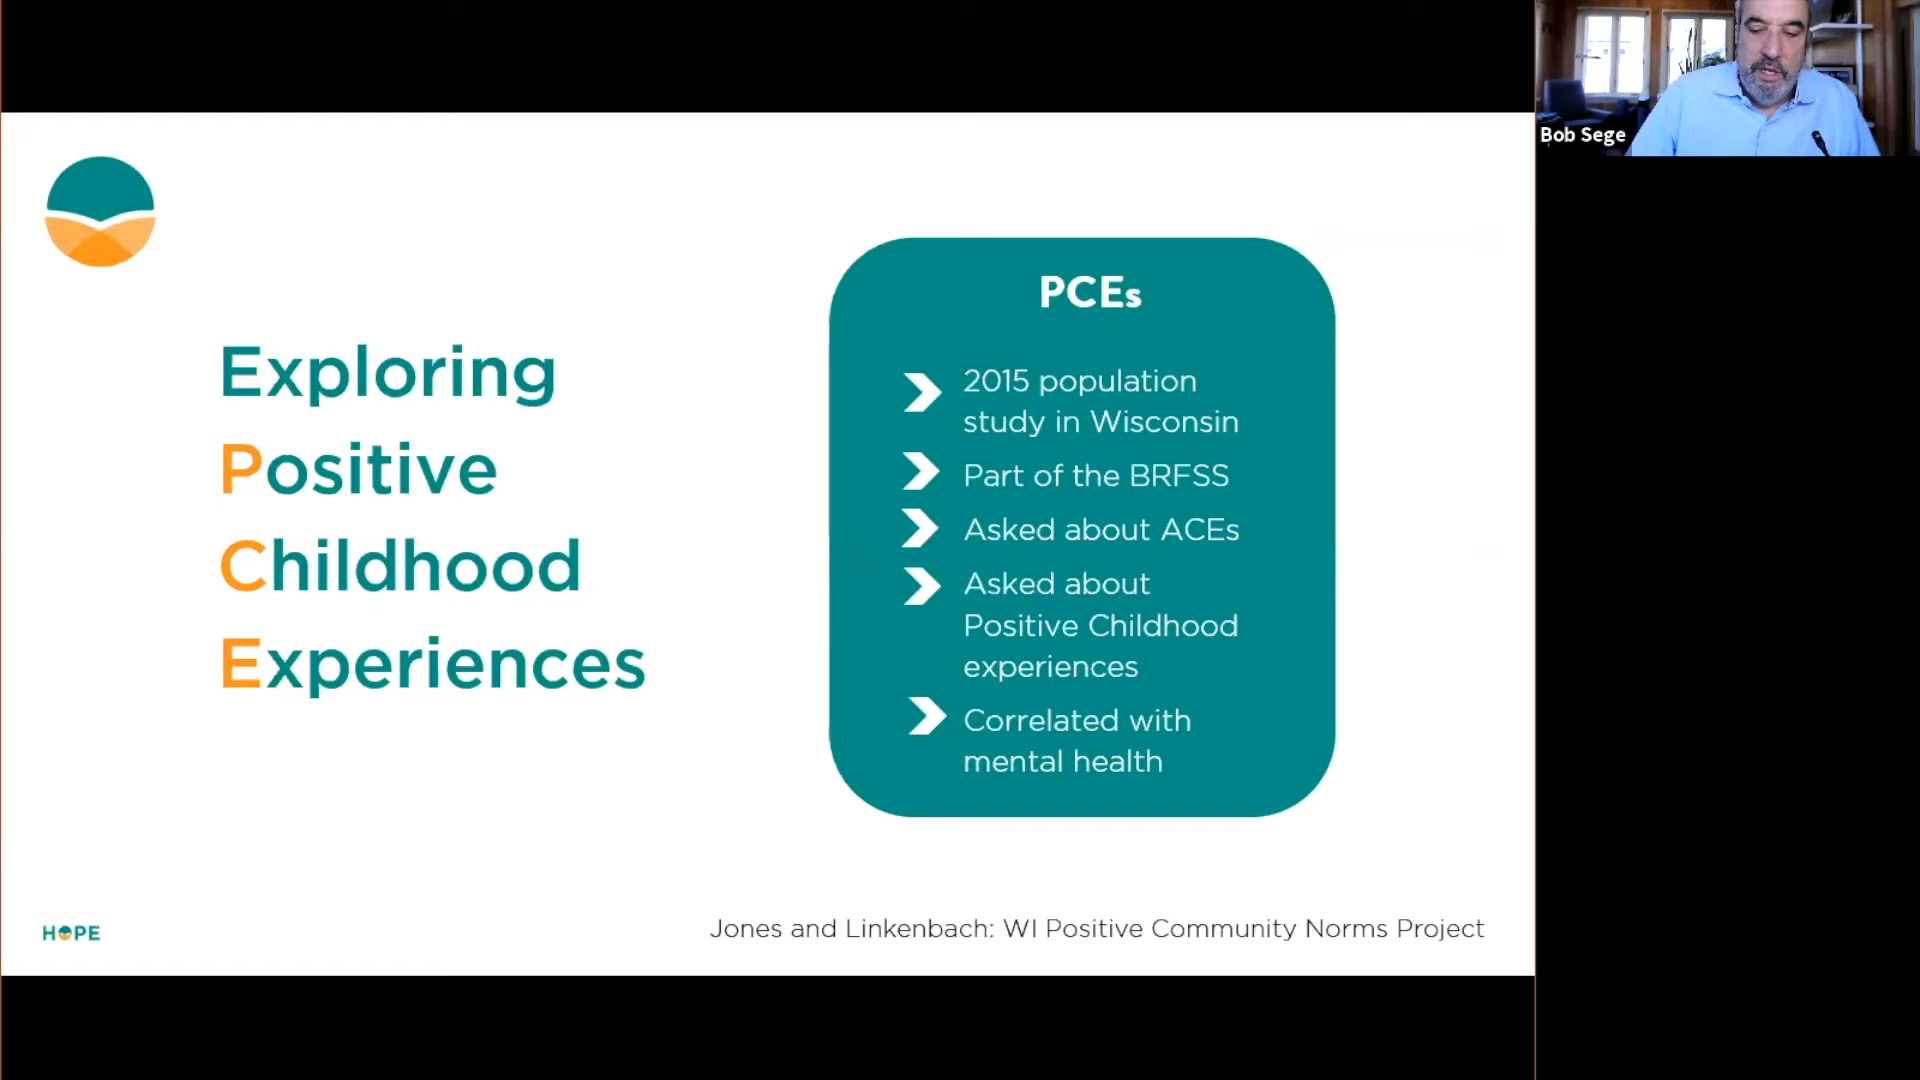 Bob Sege
Exploring
Positive
Childhood
Experiences
PCEs
2015 population
study in Wisconsin
Part of the BRFSS
Asked about ACEs
Asked about
Positive Childhood
experiences
Correlated with
mental health
HOPE
Jones and Linkenbach: WI Positive Community Norms Project